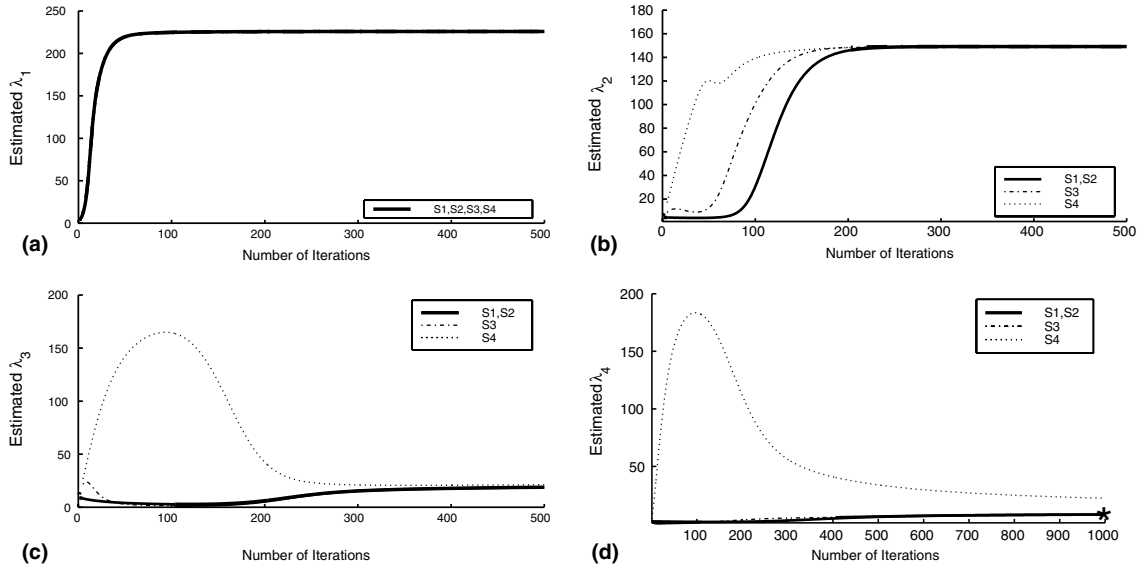 (a)
Estimated λ1
250
200
150
100
50
0
0 100 200 300 400 500
Number of Iterations
S1,S2,S3,S4
(b)
Estimated λ2
180
160
140
120
100
80
60
40
20
0 100 200 300 400 500
Number of Iterations
S1,S2
S3
S4
(c)
Estimated λ3
200
150
100
50
0
0 100 200 300 400 500
Number of Iterations
S1,S2
S3
S4
(d)
Estimated λ4
200
150
100
50
100 200 300 400 500 600 700 800 900 1000
Number of Iterations
S1,S2
S3
S4